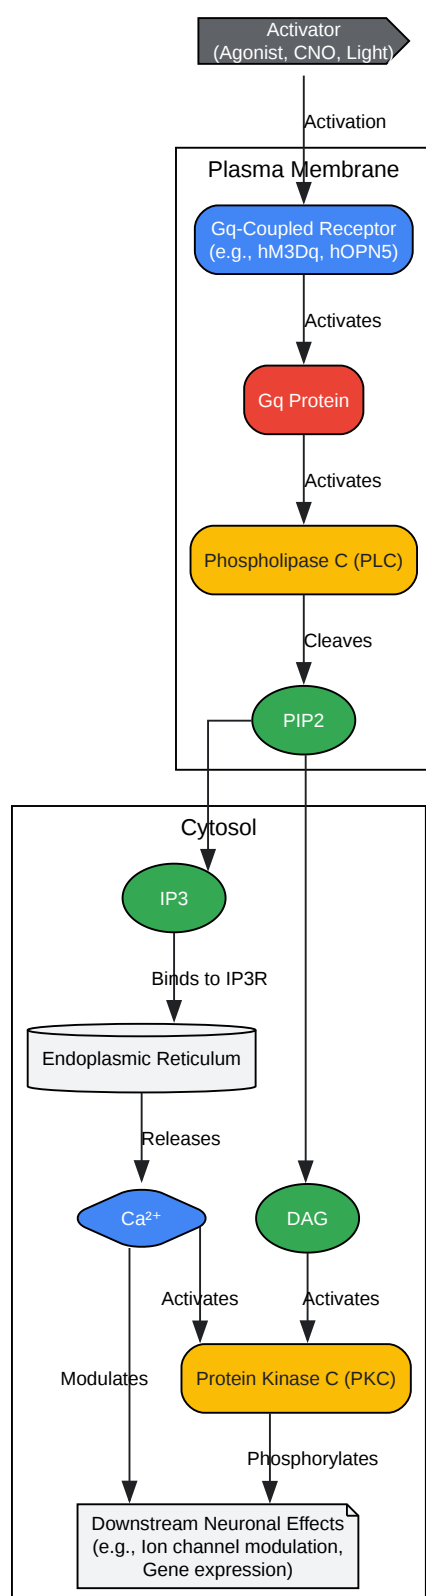 Activator
(Agonist, CNO, Light)
Activation
Plasma Membrane
Gq-Coupled Receptor
(e.g., hM3Dq, hOPN5)
Activates
Gq Protein
Activates
Phospholipase C (PLC)
Cleaves
PIP2
Cytosol
IP3
Binds to IP3R
Endoplasmic Reticulum
Releases
Ca²⁺
DAG
Activates
Activates
Protein Kinase C (PKC)
Modulates
Phosphorylates
Downstream Neuronal Effects
(e.g., Ion channel modulation,
Gene expression)